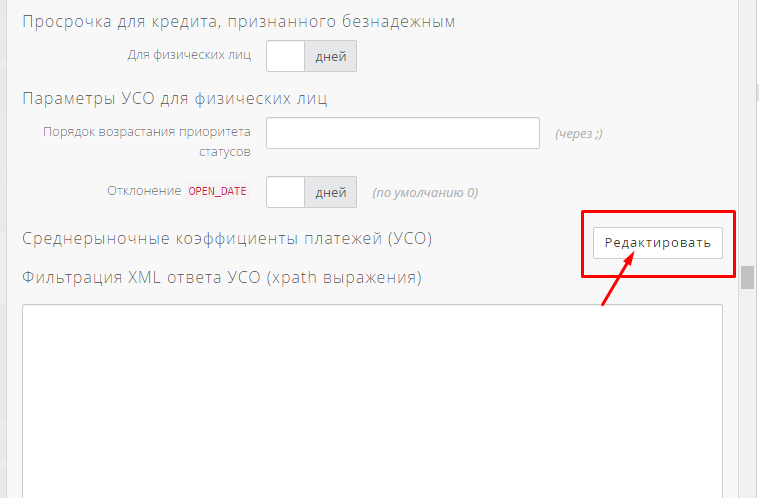 Просрочка для кредита, признанного безнадежным
Для физических лиц дней
Параметры УСО для физических лиц
Порядок возрастания приоритета (через ;)
статусов
Отклонение OPEN_DATE дней (по умолчанию 0)
Среднерыночные коэффициенты платежей (УСО) Редактировать
Фильтрация XML ответа УСО (xpath выражения)